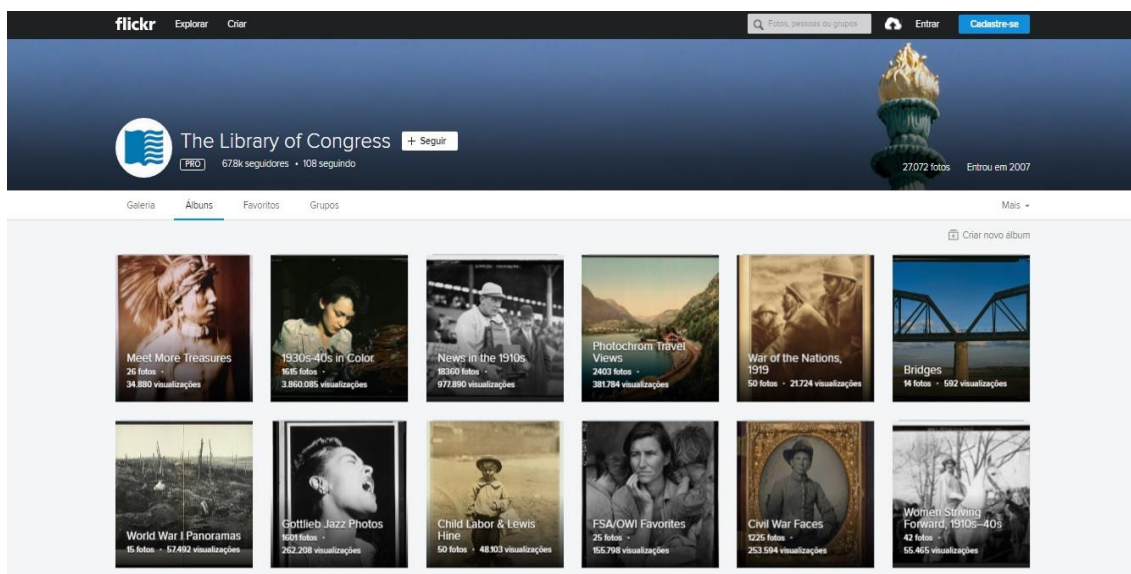 flickr Explorar Criar Fotos, pessoas ou grupos Entrar Cadastre-se
The Library of Congress + Seguir
PRO 67.8k seguidores • 108 seguindo
27.072 fotos Entrou em 2007
Galeria Álbuns Favoritos Grupos Mais
Criar novo álbum
Meet More Treasures
26 fotos ·
34.880 visualizações
1930s-40s in Color
1615 fotos ·
3.860.085 visualizações
News in the 1910s
18360 fotos ·
977.890 visualizações
Photochrom Travel
Views
2403 fotos ·
381.784 visualizações
War of the Nations,
1919
50 fotos · 21.724 visualizações
Bridges
14 fotos · 592 visualizações
World War I Panoramas
15 fotos · 57.492 visualizações
Gottlieb Jazz Photos
1601 fotos ·
262.208 visualizações
Child Labor & Lewis
Hine
50 fotos · 48.103 visualizações
FSA/OWI Favorites
25 fotos ·
155.798 visualizações
Civil War Faces
1225 fotos ·
253.594 visualizações
Women Striving
Forward, 1910s–40s
42 fotos ·
55.465 visualizações